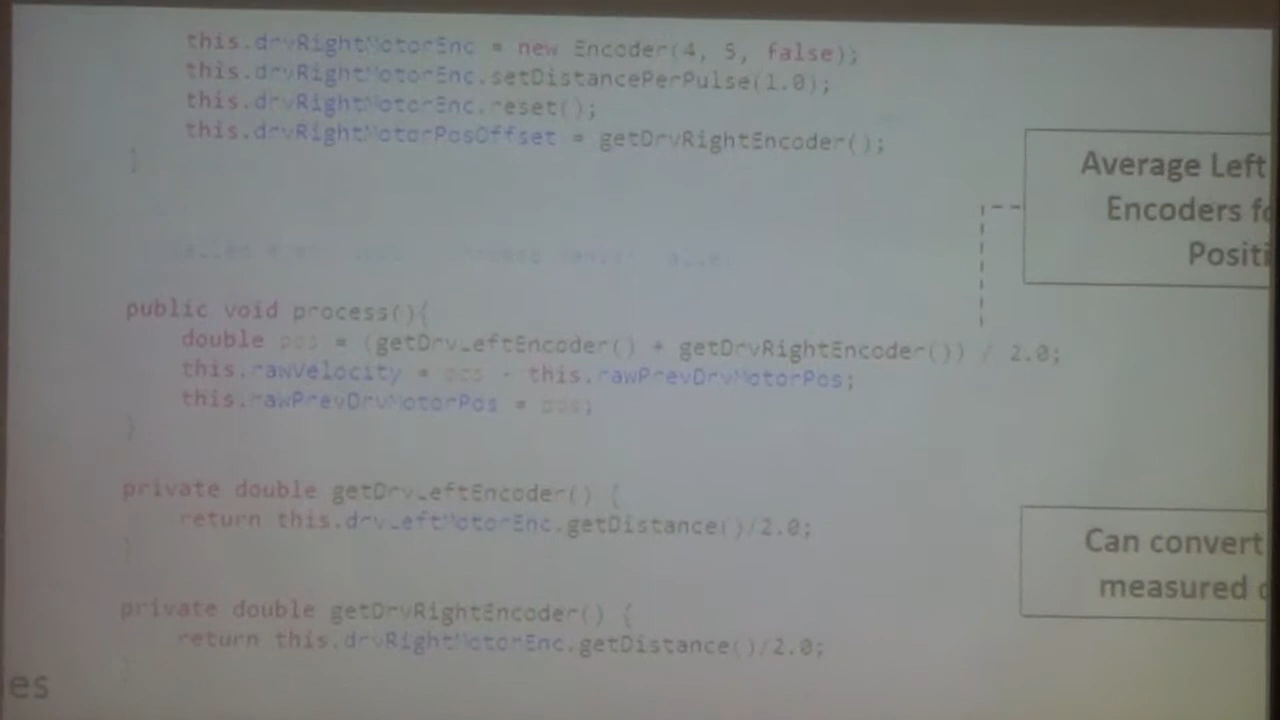 this.drvRightMotorEnc = new Encoder(4, 5, false);
this.drvRightMotorEnc.setDistancePerPulse(1.0);
this.drvRightMotorEnc.reset();
this.drvRightMotorPosOffset = getDrvRightEncoder();
}
Average Left
Encoders fo
Positi
public void process(){
double pos = (getDrvLeftEncoder() + getDrvRightEncoder()) / 2.0;
this.rawVelocity = pos - this.rawPrevDrvMotorPos;
this.rawPrevDrvMotorPos = pos;
}
private double getDrvLeftEncoder() {
return this.drvLeftMotorEnc.getDistance()/2.0;
}
Can convert
measured
private double getDrvRightEncoder() {
return this.drvRightMotorEnc.getDistance()/2.0;
}
es